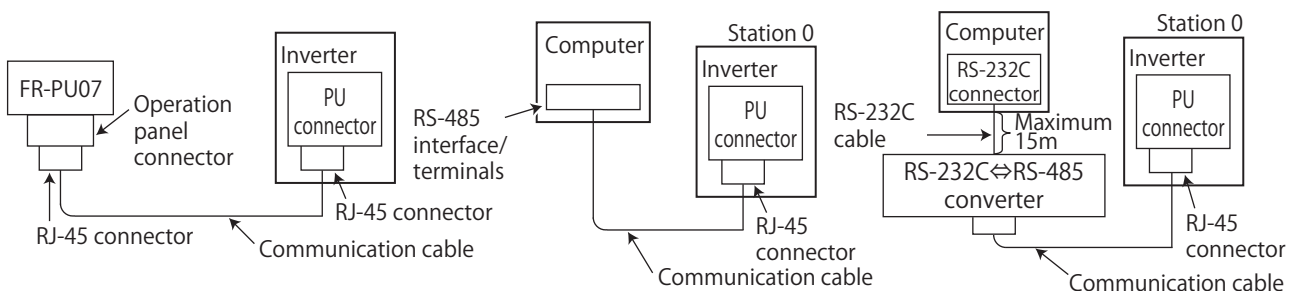 FR-PU07
Operation
panel
connector
Inverter
PU
connector
RJ-45 connector
RJ-45 connector
Communication cable
Computer
RS-485
interface/
terminals
Station 0
Inverter
PU
connector
RJ-45
connector
Communication cable
Computer
RS-232C
connector
RS-232C
cable
Maximum
15m
RS-232C⇔RS-485
converter
Station 0
Inverter
PU
connector
RJ-45
connector
Communication cable